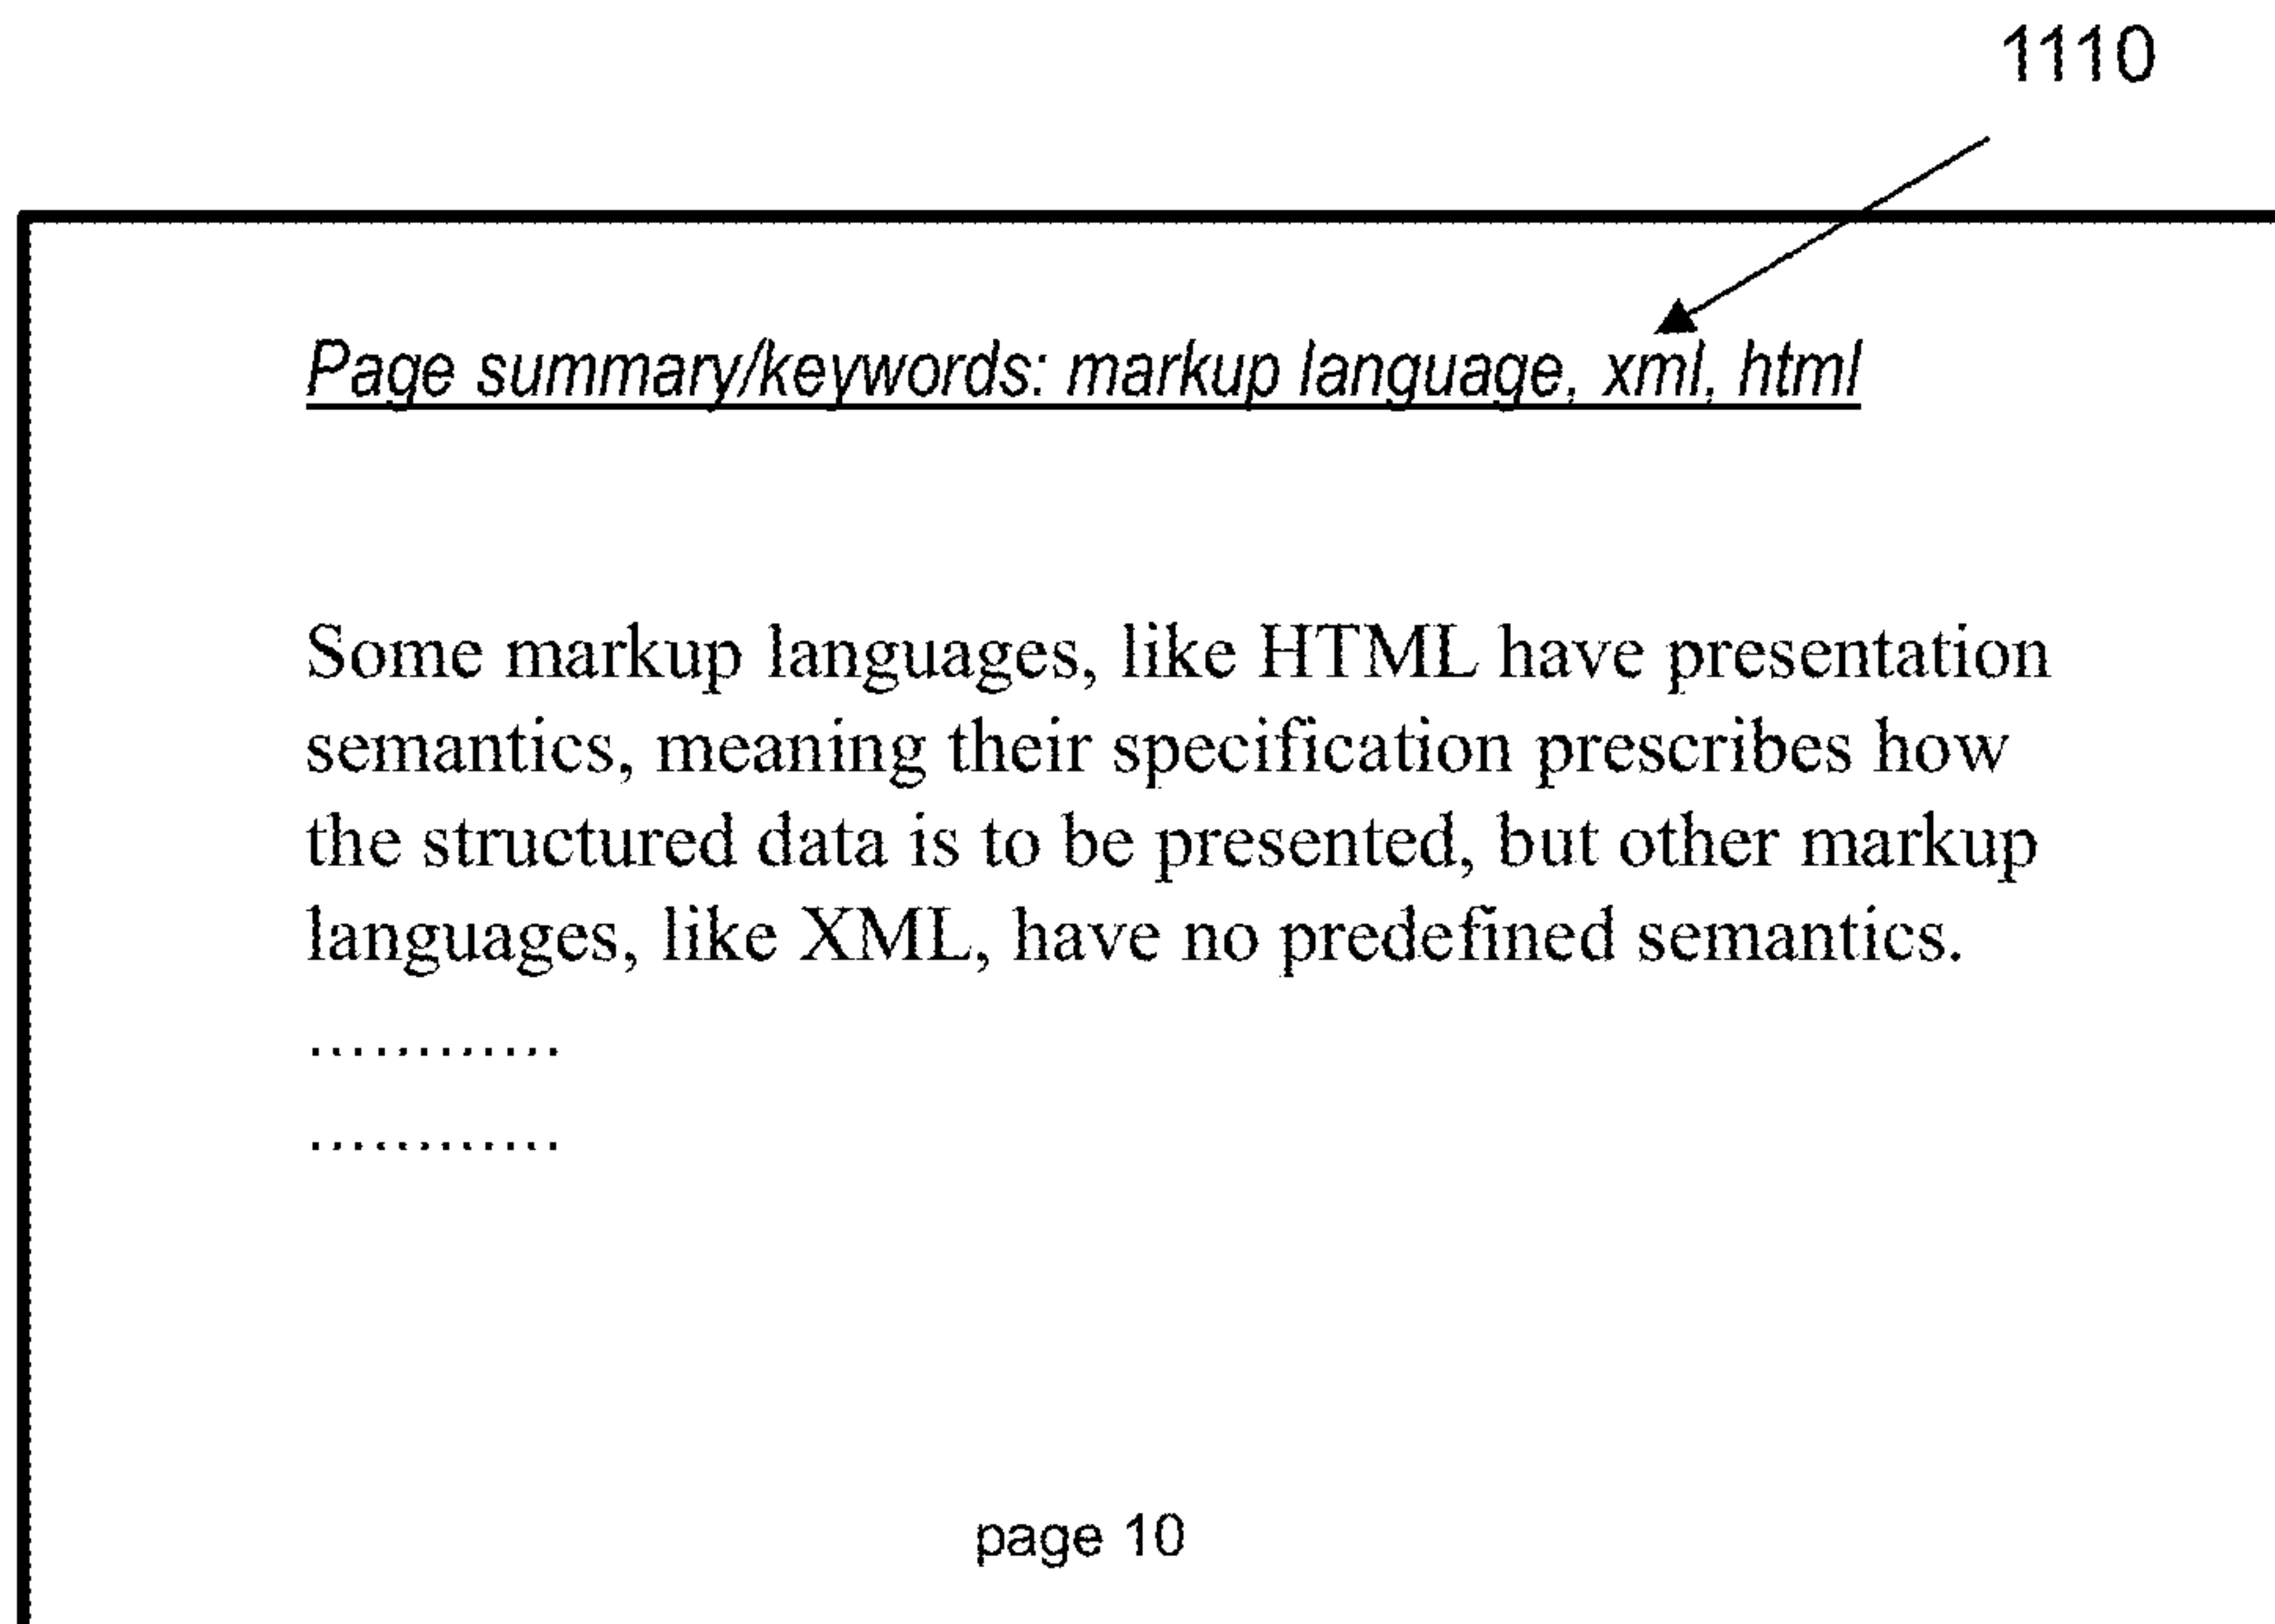 1110
Page summary/keywords: markup language, xml, html
Some markup languages, like HTML have presentation
semantics, meaning their specification prescribes how
the structured data is to be presented, but other markup
languages, like XML, have no predefined semantics.
............
............
page 10